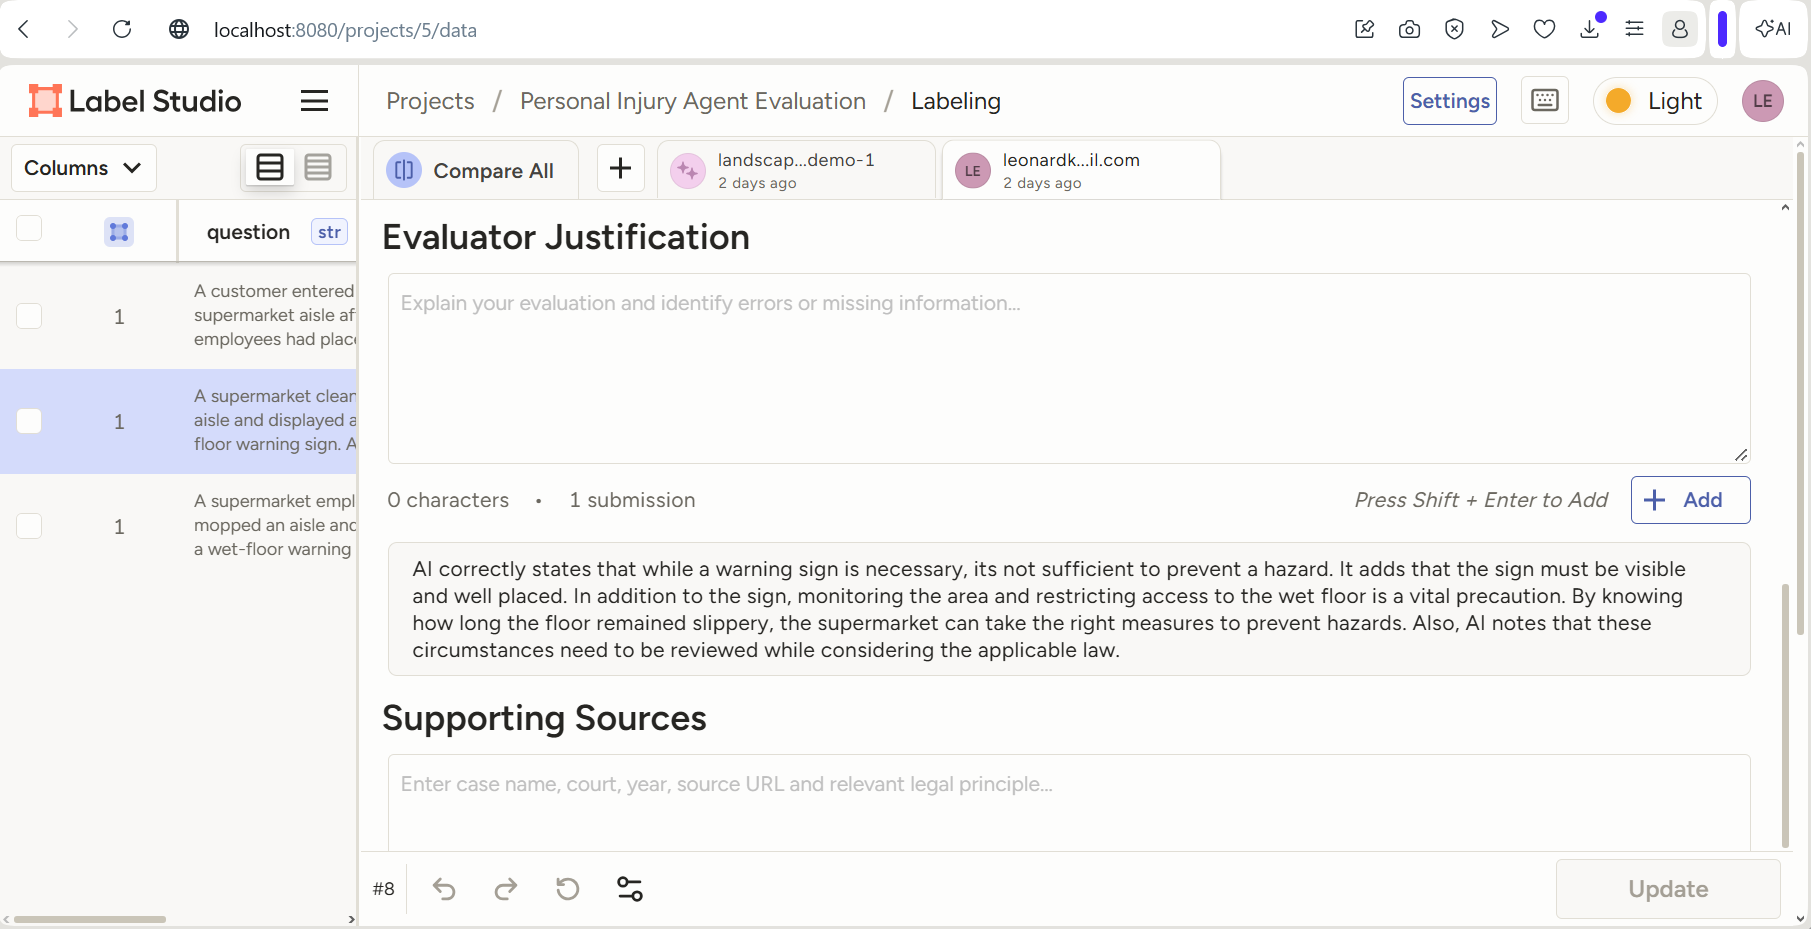 localhost:8080/projects/5/data
AI
Label Studio
Projects / Personal Injury Agent Evaluation / Labeling
Settings
Light
LE
Columns
Compare All
landscap...demo-1
2 days ago
LE
leonardk...il.com
2 days ago
question str
1
A customer entered
supermarket aisle af
employees had place
1
A supermarket clean
aisle and displayed a
floor warning sign. A
1
A supermarket empl
mopped an aisle and
a wet-floor warning
Evaluator Justification
Explain your evaluation and identify errors or missing information...
0 characters • 1 submission
Press Shift + Enter to Add
+ Add
AI correctly states that while a warning sign is necessary, its not sufficient to prevent a hazard. It adds that the sign must be visible
and well placed. In addition to the sign, monitoring the area and restricting access to the wet floor is a vital precaution. By knowing
how long the floor remained slippery, the supermarket can take the right measures to prevent hazards. Also, AI notes that these
circumstances need to be reviewed while considering the applicable law.
Supporting Sources
Enter case name, court, year, source URL and relevant legal principle...
#8
Update